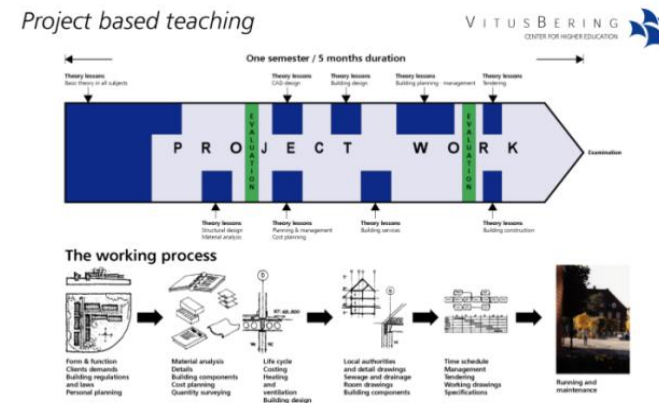 Project based teaching
VITUSBERING
CENTER FOR HIGHER EDUCATION
One semester / 5 months duration
Theory lessons
Basic theory in all subjects
Theory lessons
CAD design
Theory lessons
Building design
Theory lessons
Building planning - management
Theory lessons
Tendering
EVALUATION
EVALUATION
PROJECT WORK
Examination
Theory lessons
Structural design
Material analysis
Theory lessons
Planning & management
Cost planning
Theory lessons
Building services
Theory lessons
Building construction
The working process
Form & function
Clients demands
Building regulations
and laws
Personal planning
Material analysis
Details
Building components
Cost planning
Quantity surveying
Life cycle
Costing
Heating
and
ventilation
Building design
Local authorities
and detail drawings
Sewage and drainage
Room drawings
Building components
Time schedule
Management
Tendering
Working drawings
Specifications
Running and
maintenance